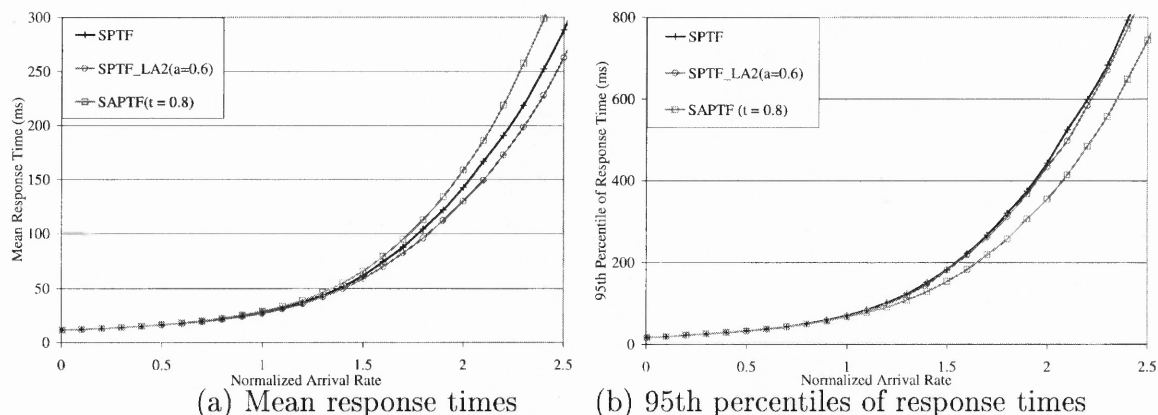 300
250
200
150
100
50
0
Mean Response Time (ms)
SPTF
SPTF_LA2(a=0.6)
SAPTF(t = 0.8)
0 0.5 1 1.5 2 2.5
Normalized Arrival Rate
(a) Mean response times
800
600
400
200
0
95th Percentile of Response Time (ms)
SPTF
SPTF_LA2(a=0.6)
SAPTF (t = 0.8)
0 0.5 1 1.5 2 2.5
Normalized Arrival Rate
(b) 95th percentiles of response times